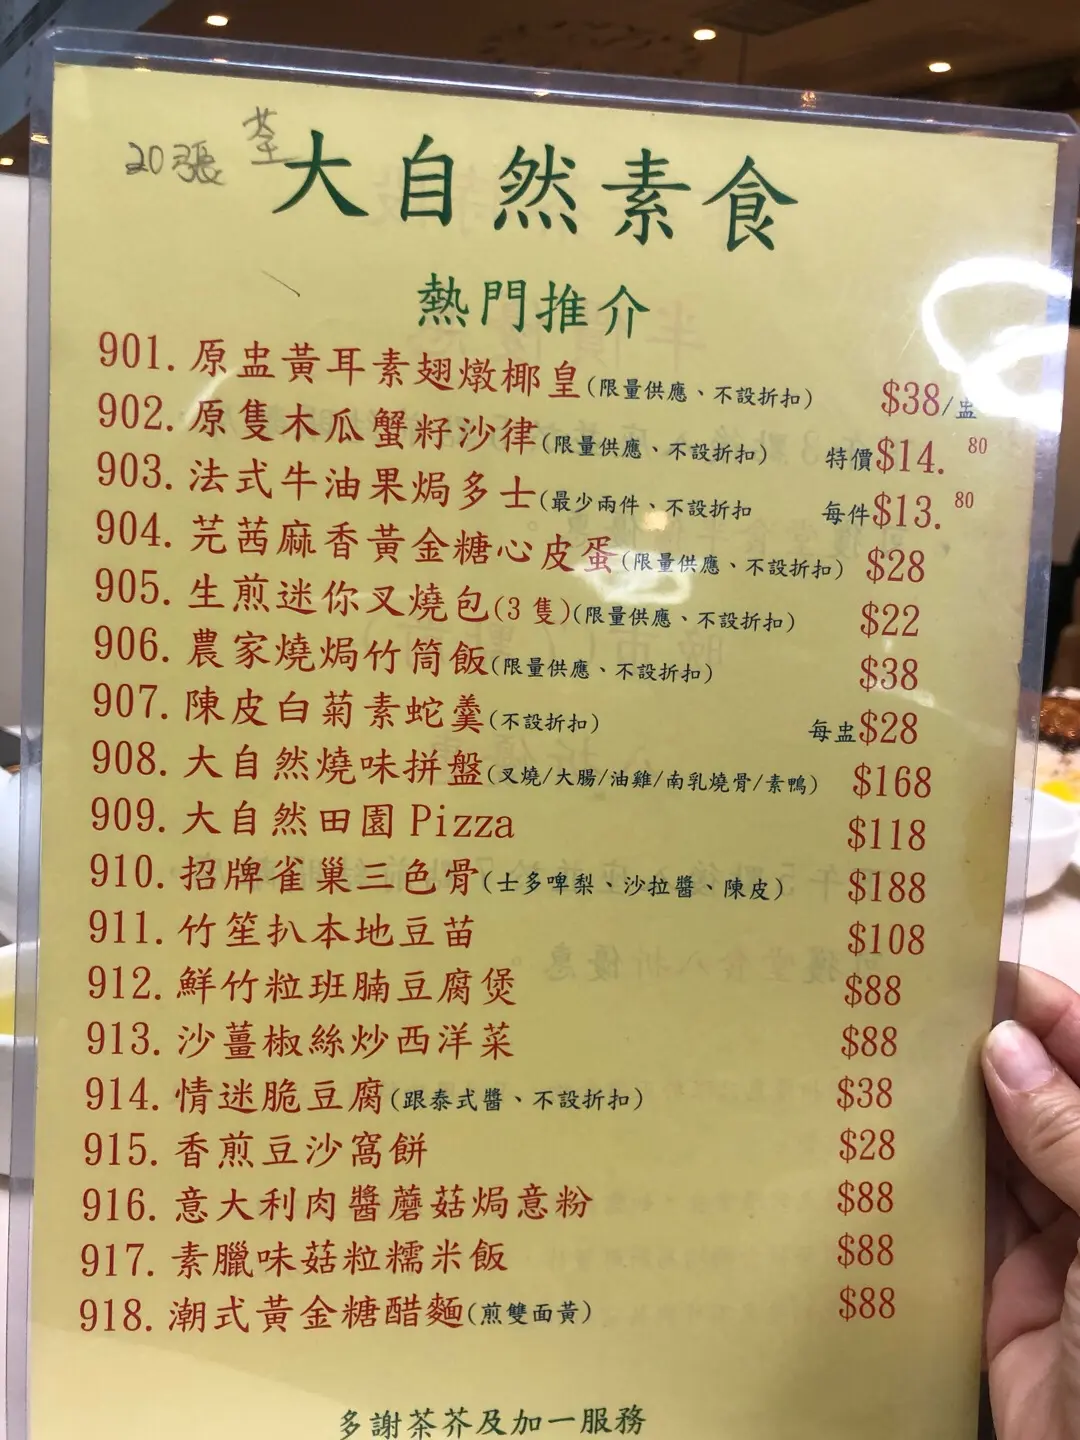 20張 荃
大自然素食
熱門推介
901. 原盅黃耳素翅燉椰皇(限量供應、不設折扣) $38/盅
902. 原隻木瓜蟹籽沙律(限量供應、不設折扣) 特價$14.80
903. 法式牛油果焗多士(最少兩件、不設折扣 每件$13.80
904. 芫茜麻香黃金糖心皮蛋(限量供應、不設折扣) $28
905. 生煎迷你叉燒包(3隻)(限量供應、不設折扣) $22
906. 農家燒焗竹筒飯(限量供應、不設折扣) $38
907. 陳皮白菊素蛇羹(不設折扣) 每盅$28
908. 大自然燒味拼盤(叉燒/大腸/油雞/南乳燒骨/素鴨) $168
909. 大自然田園Pizza $118
910. 招牌雀巢三色骨(士多啤梨、沙拉醬、陳皮) $188
911. 竹笙扒本地豆苗 $108
912. 鮮竹粒班腩豆腐煲 $88
913. 沙薑椒絲炒西洋菜 $88
914. 情迷脆豆腐(跟泰式醬、不設折扣) $38
915. 香煎豆沙窩餅 $28
916. 意大利肉醬蘑菇焗意粉 $88
917. 素臘味菇粒糯米飯 $88
918. 潮式黃金糖醋麵(煎雙面黃) $88
多謝茶芥及加一服務